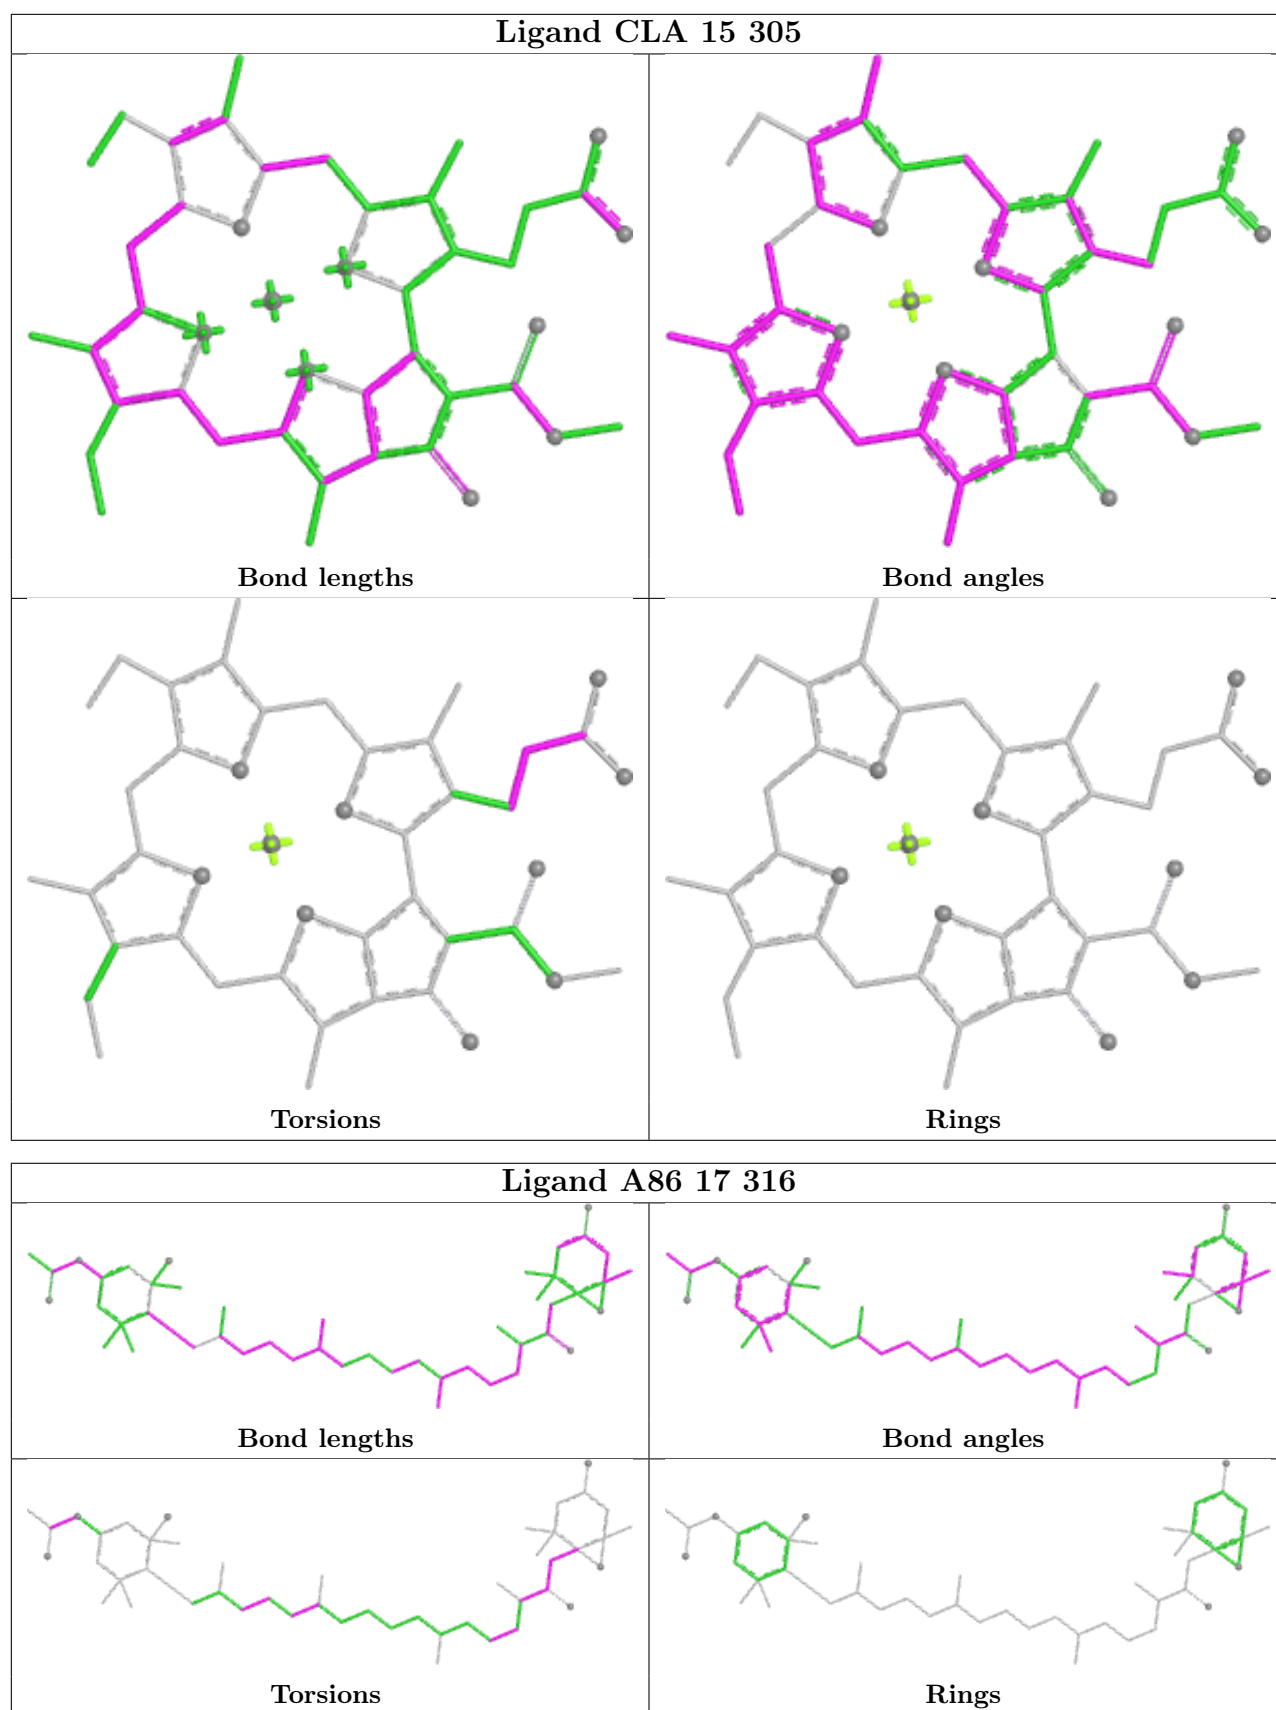 Ligand CLA 15 305
Bond lengths
Bond angles
Torsions
Rings
Ligand A86 17 316
Bond lengths
Bond angles
Torsions
Rings